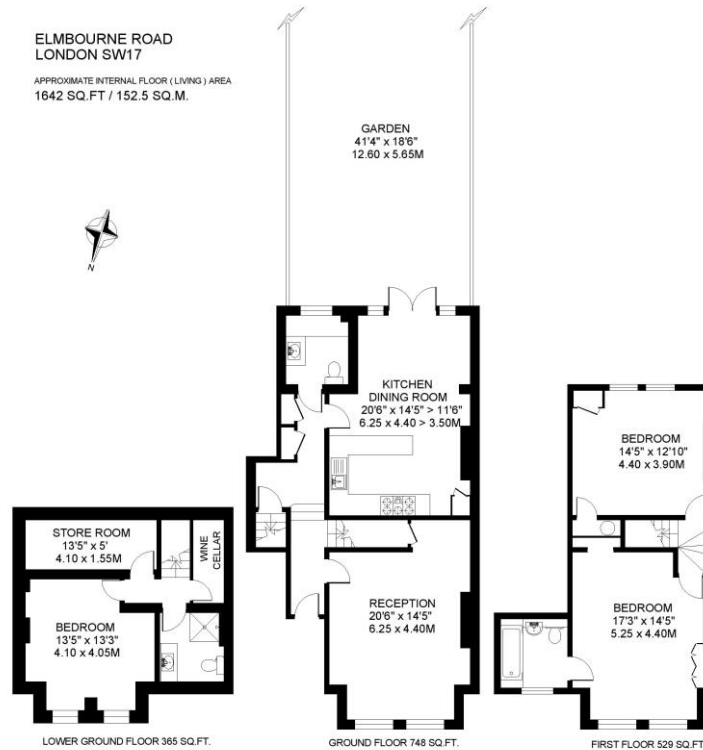 ELMBOURNE ROAD
LONDON SW17
APPROXIMATE INTERNAL FLOOR ( LIVING ) AREA
1642 SQ.FT / 152.5 SQ.M.
GARDEN
41'4" x 18'6"
12.60 x 5.65M
N
KITCHEN
DINING ROOM
20'6" x 14'5" > 11'6"
6.25 x 4.40 > 3.50M
BEDROOM
14'5" x 12'10"
4.40 x 3.90M
STORE ROOM
13'5" x 5'
4.10 x 1.55M
WINE
CELLAR
BEDROOM
13'5" x 13'3"
4.10 x 4.05M
RECEPTION
20'6" x 14'5"
6.25 x 4.40M
BEDROOM
17'3" x 14'5"
5.25 x 4.40M
LOWER GROUND FLOOR 365 SQ.FT.
GROUND FLOOR 748 SQ.FT.
FIRST FLOOR 529 SQ.FT